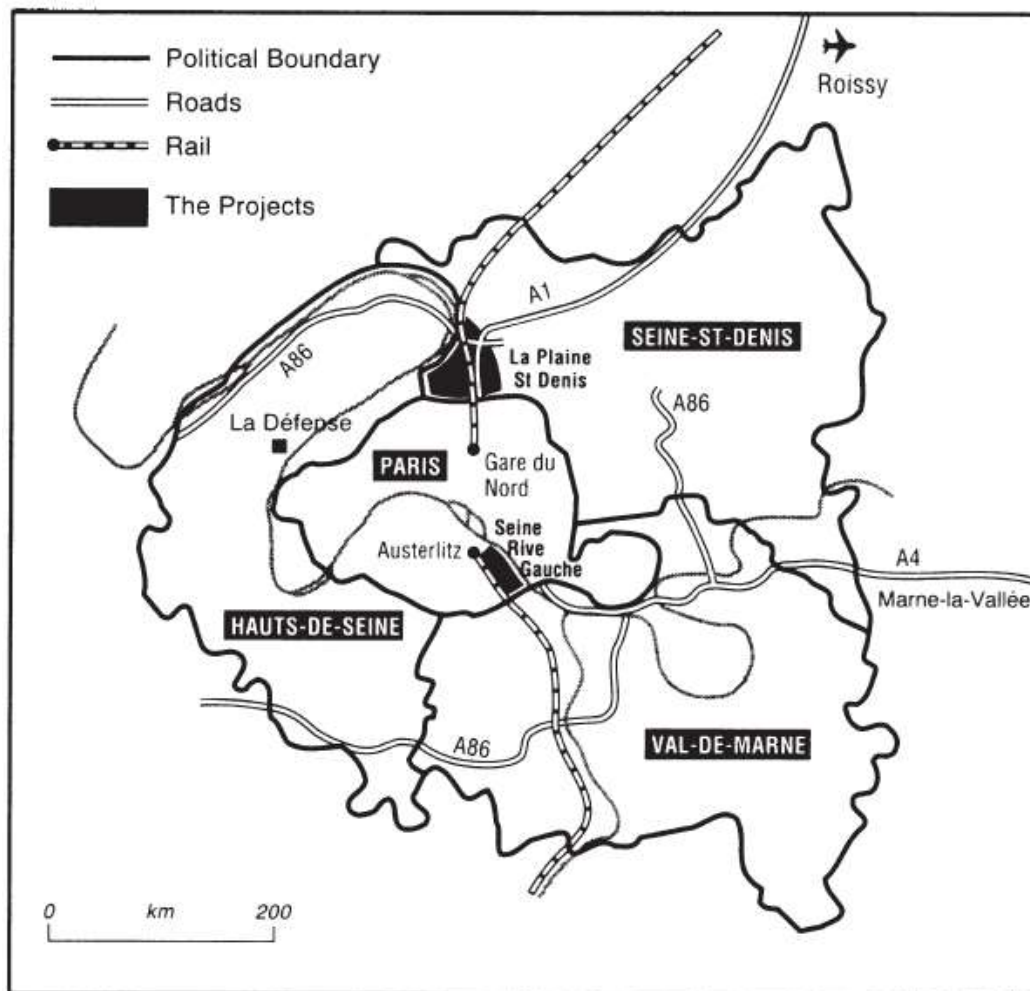 Political Boundary
Roads
Rail
The Projects
Roissy
A1
SEINE-ST-DENIS
La Plaine
St Denis
A86
A86
La Défepse
PARIS
Gare du
Nord
Seine
Rive
Gauche
Austerlitz
A4
Marne-la-Vallée
HAUTS-DE-SEINE
A86
VAL-DE-MARNE
0 km 200